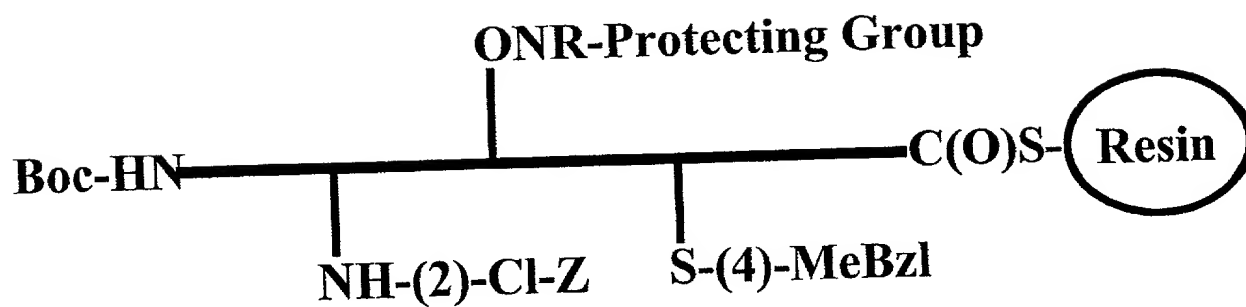 ONR-Protecting Group
Boc-HN
C(O)S-
Resin
NH-(2)-Cl-Z
S-(4)-MeBzl